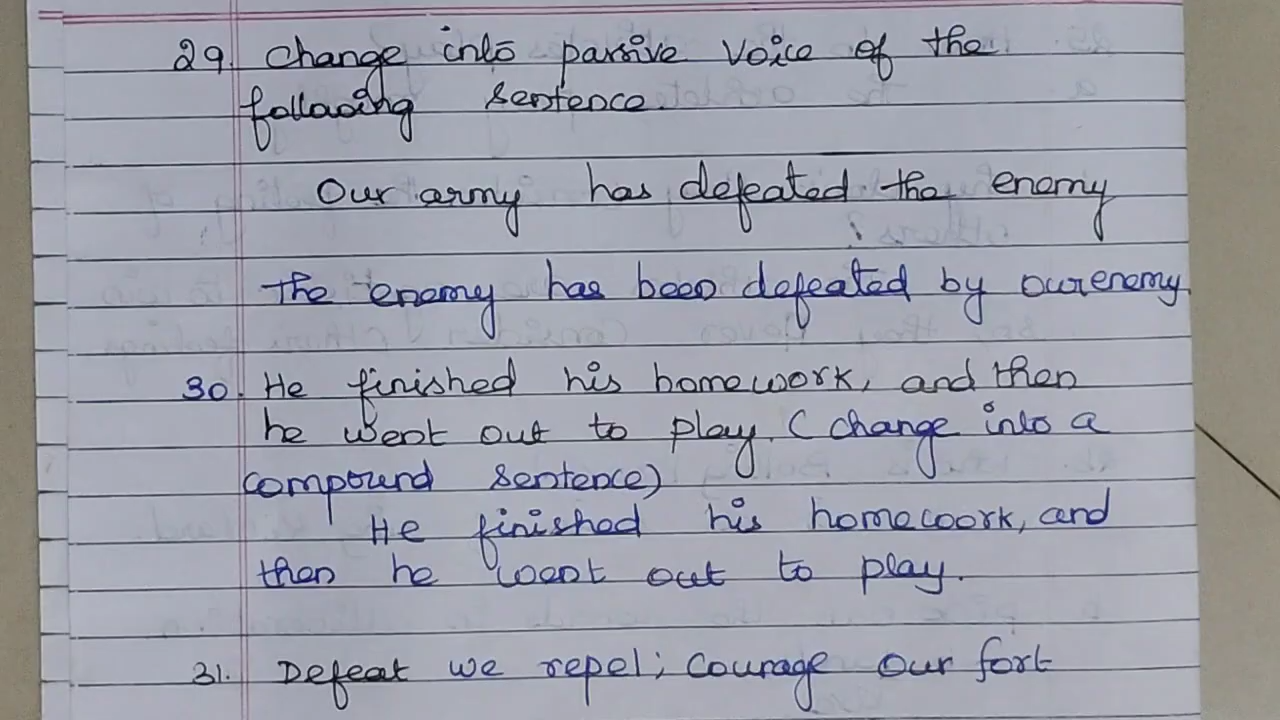 29. Change into passive voice of the
following sentence.
Our army has defeated the enemy
The enemy has been defeated by our enemy
30. He finished his homework, and then
he went out to play. (change into a
compound sentence)
He finished his homework, and
then he went out to play.
31. Defeat we repel; courage our fort